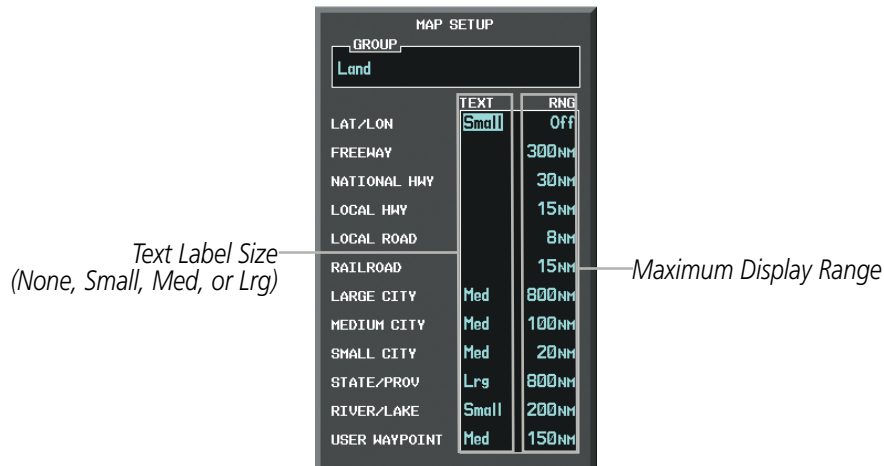 MAP SETUP
GROUP
Land
TEXT RNG
LAT/LON Small Off
FREEWAY 300NM
NATIONAL HWY 30NM
LOCAL HWY 15NM
LOCAL ROAD 8NM
RAILROAD 15NM
LARGE CITY Med 800NM
MEDIUM CITY Med 100NM
SMALL CITY Med 20NM
STATE/PROV Lrg 800NM
RIVER/LAKE Small 200NM
USER WAYPOINT Med 150NM
Text Label Size
(None, Small, Med, or Lrg)
Maximum Display Range